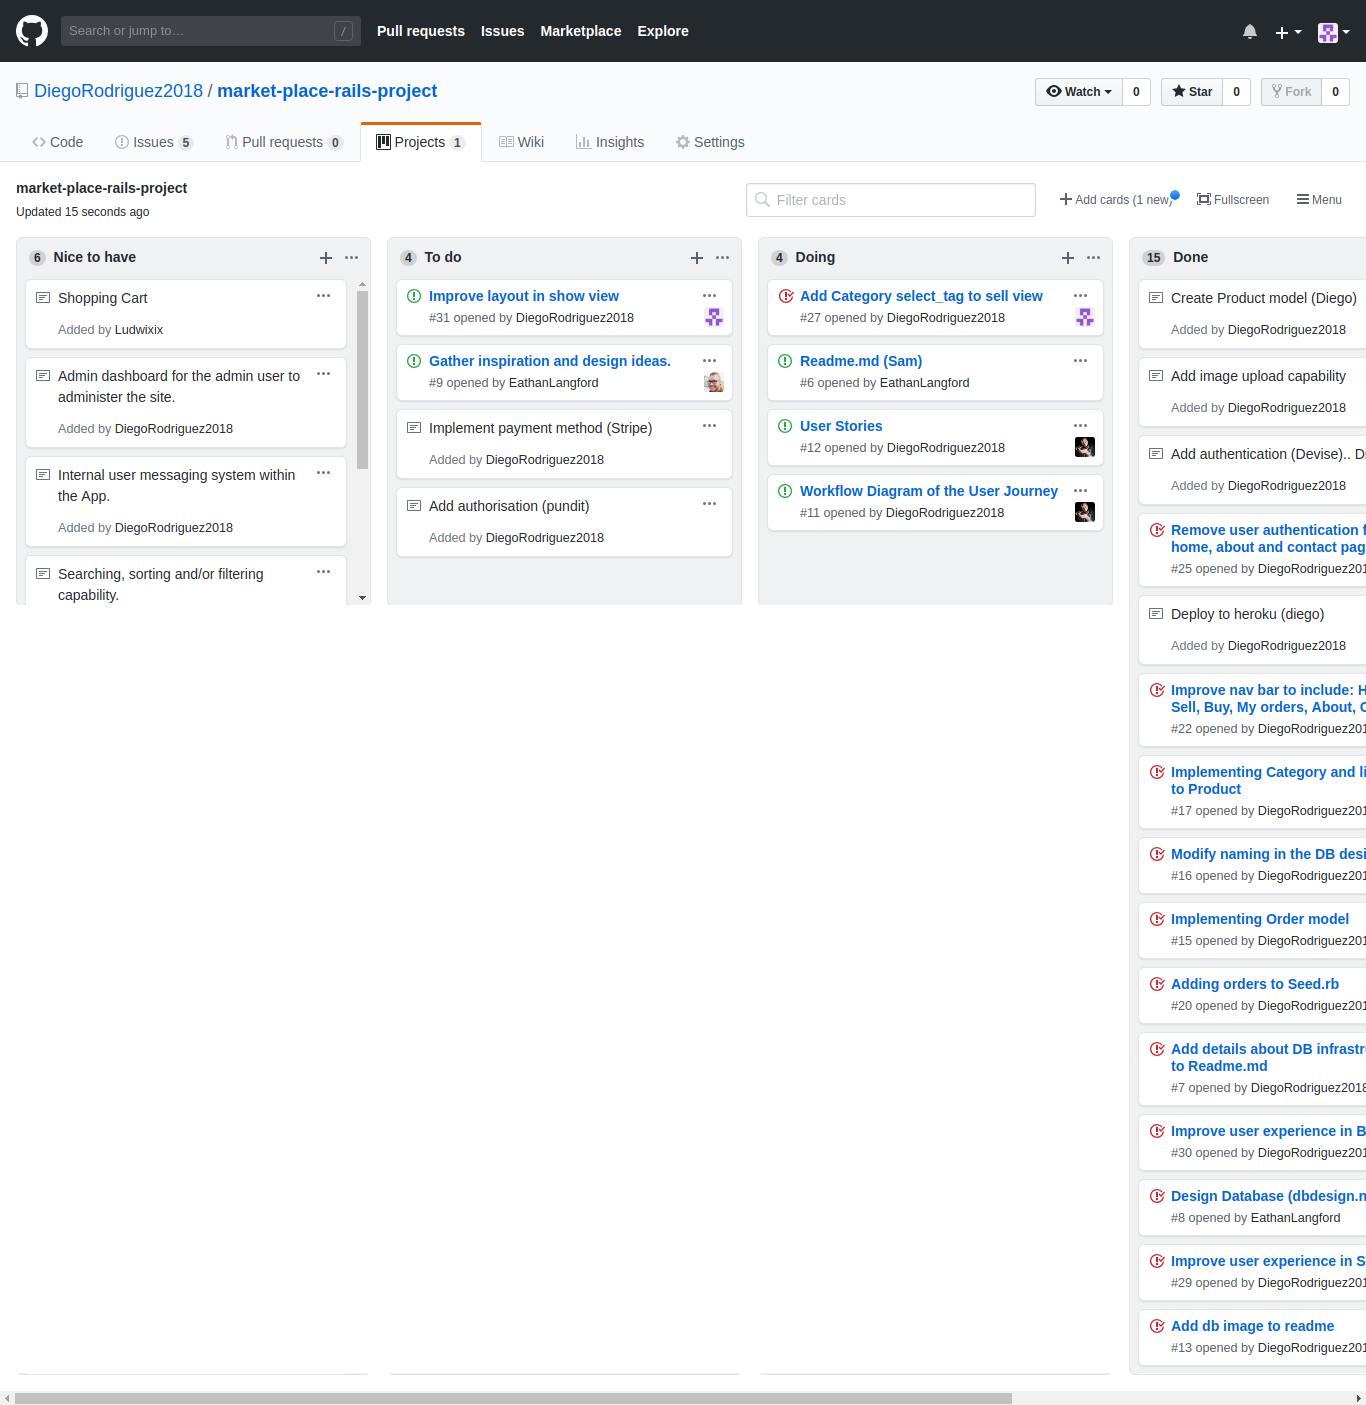 Search or jump to…
/
Pull requests
Issues
Marketplace
Explore
DiegoRodriguez2018 / market-place-rails-project
Watch 0
Star 0
Fork 0
Code
Issues 5
Pull requests 0
Projects 1
Wiki
Insights
Settings
market-place-rails-project
Updated 15 seconds ago
Filter cards
Add cards (1 new)
Fullscreen
Menu
6 Nice to have
Shopping Cart
Added by Ludwixix
Admin dashboard for the admin user to
administer the site.
Added by DiegoRodriguez2018
Internal user messaging system within
the App.
Added by DiegoRodriguez2018
Searching, sorting and/or filtering
capability.
4 To do
Improve layout in show view
#31 opened by DiegoRodriguez2018
Gather inspiration and design ideas.
#9 opened by EathanLangford
Implement payment method (Stripe)
Added by DiegoRodriguez2018
Add authorisation (pundit)
Added by DiegoRodriguez2018
4 Doing
Add Category select_tag to sell view
#27 opened by DiegoRodriguez2018
Readme.md (Sam)
#6 opened by EathanLangford
User Stories
#12 opened by DiegoRodriguez2018
Workflow Diagram of the User Journey
#11 opened by DiegoRodriguez2018
15 Done
Create Product model (Diego)
Added by DiegoRodriguez2018
Add image upload capability
Added by DiegoRodriguez2018
Add authentication (Devise).. Di
Added by DiegoRodriguez2018
Remove user authentication f
home, about and contact pag
#25 opened by DiegoRodriguez201
Deploy to heroku (diego)
Added by DiegoRodriguez2018
Improve nav bar to include: H
Sell, Buy, My orders, About, C
#22 opened by DiegoRodriguez201
Implementing Category and li
to Product
#17 opened by DiegoRodriguez201
Modify naming in the DB desi
#16 opened by DiegoRodriguez201
Implementing Order model
#15 opened by DiegoRodriguez201
Adding orders to Seed.rb
#20 opened by DiegoRodriguez201
Add details about DB infrastru
to Readme.md
#7 opened by DiegoRodriguez2018
Improve user experience in B
#30 opened by DiegoRodriguez201
Design Database (dbdesign.n
#8 opened by EathanLangford
Improve user experience in S
#29 opened by DiegoRodriguez201
Add db image to readme
#13 opened by DiegoRodriguez201